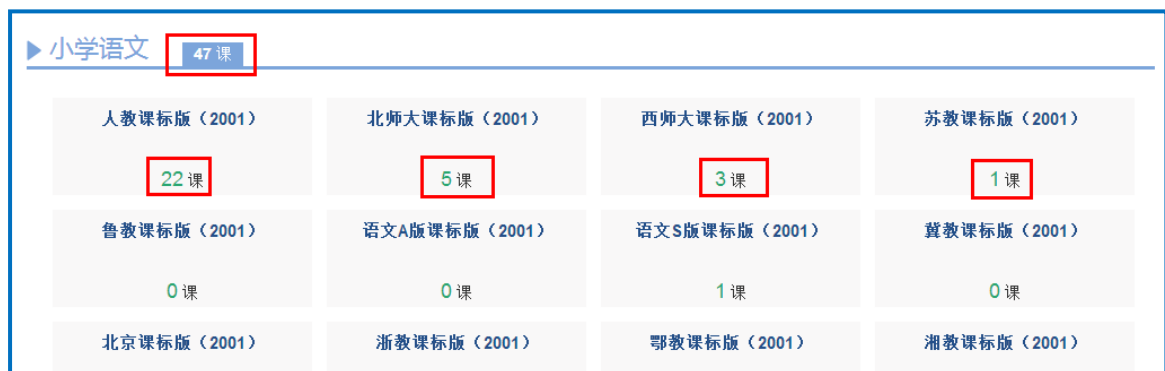 小学语文 47 课
人教课标版（2001） 北师大课标版（2001） 西师大课标版（2001） 苏教课标版（2001）
22 课 5 课 3 课 1 课
鲁教课标版（2001） 语文A版课标版（2001） 语文S版课标版（2001） 冀教课标版（2001）
0 课 0 课 1 课 0 课
北京课标版（2001） 浙教课标版（2001） 鄂教课标版（2001） 湘教课标版（2001）